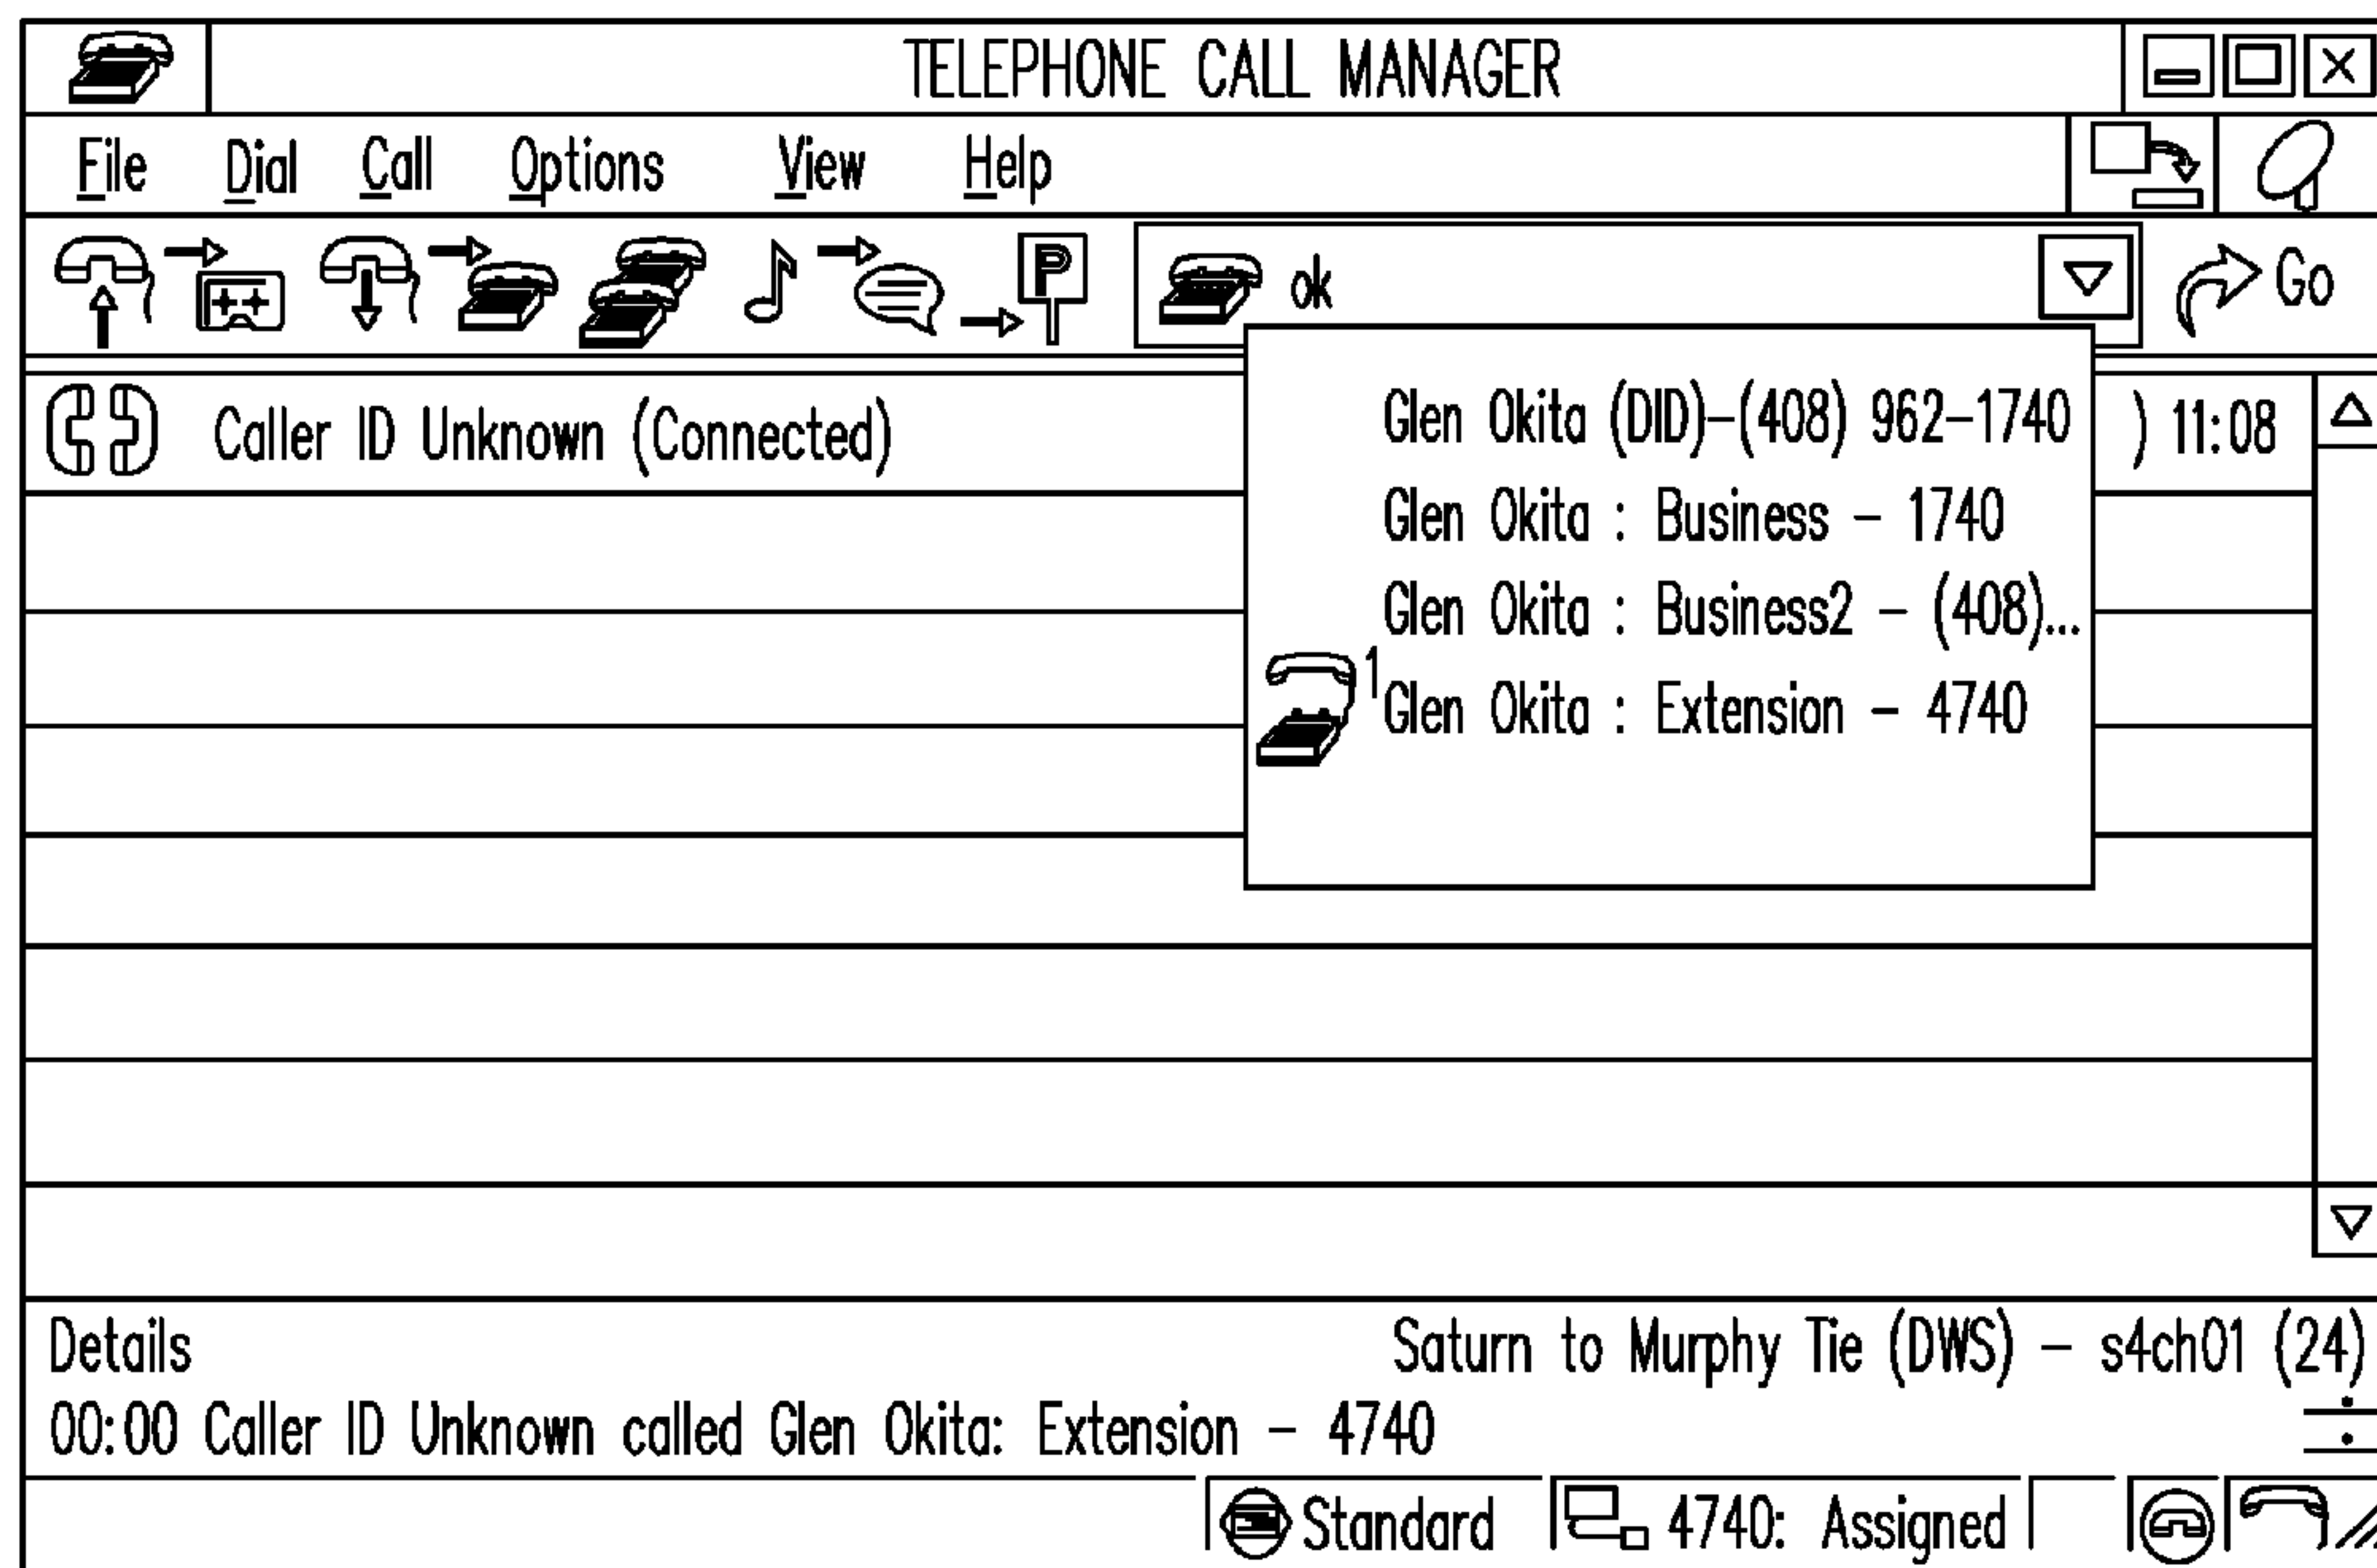 TELEPHONE CALL MANAGER
File Dial Call Options View Help
P ok Go
Caller ID Unknown (Connected) ) 11:08
Glen Okita (DID)-(408) 962-1740
Glen Okita : Business - 1740
Glen Okita : Business2 - (408)...
1 Glen Okita : Extension - 4740
Details Saturn to Murphy Tie (DWS) - s4ch01 (24)
00:00 Caller ID Unknown called Glen Okita: Extension - 4740
Standard 4740: Assigned